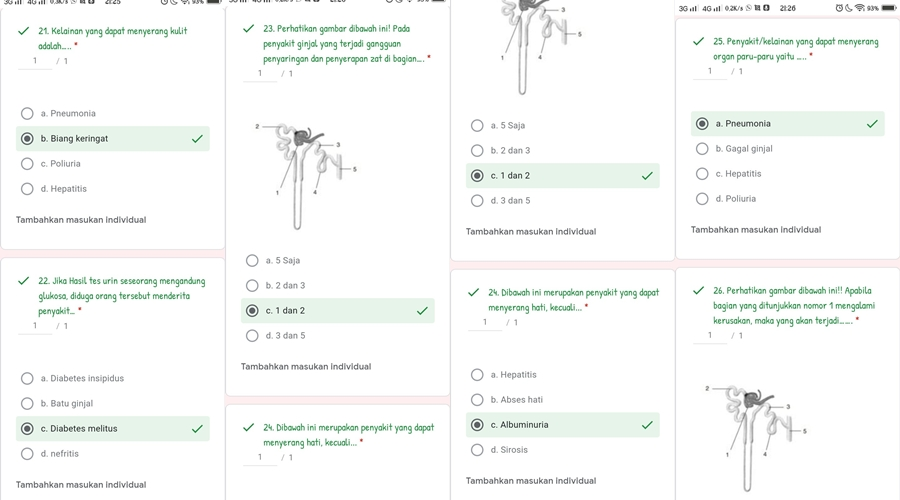 21:25
93%
21. Kelainan yang dapat menyerang kulit
adalah.... *
1 / 1
a. Pneumonia
b. Biang keringat
c. Poliuria
d. Hepatitis
Tambahkan masukan individual
22. Jika Hasil tes urin seseorang mengandung
glukosa, diduga orang tersebut menderita
penyakit... *
1 / 1
a. Diabetes insipidus
b. Batu ginjal
c. Diabetes melitus
d. nefritis
Tambahkan masukan individual
23. Perhatikan gambar dibawah ini! Pada
penyakit ginjal yang terjadi gangguan
penyaringan dan penyerapan zat di bagian.... *
1 / 1
2
3
5
1
4
a. 5 Saja
b. 2 dan 3
c. 1 dan 2
d. 3 dan 5
Tambahkan masukan individual
24. Dibawah ini merupakan penyakit yang dapat
menyerang hati, kecuali... *
1 / 1
3
5
1
4
a. 5 Saja
b. 2 dan 3
c. 1 dan 2
d. 3 dan 5
Tambahkan masukan individual
24. Dibawah ini merupakan penyakit yang dapat
menyerang hati, kecuali... *
1 / 1
a. Hepatitis
b. Abses hati
c. Albuminuria
d. Sirosis
Tambahkan masukan individual
3G 4G 0.2K/s 21:26 93%
25. Penyakit/kelainan yang dapat menyerang
organ paru-paru yaitu ..... *
1 / 1
a. Pneumonia
b. Gagal ginjal
c. Hepatitis
d. Poliuria
Tambahkan masukan individual
26. Perhatikan gambar dibawah ini!! Apabila
bagian yang ditunjukkan nomor 1 mengalami
kerusakan, maka yang akan terjadi...... *
1 / 1
2
3
5
1
4